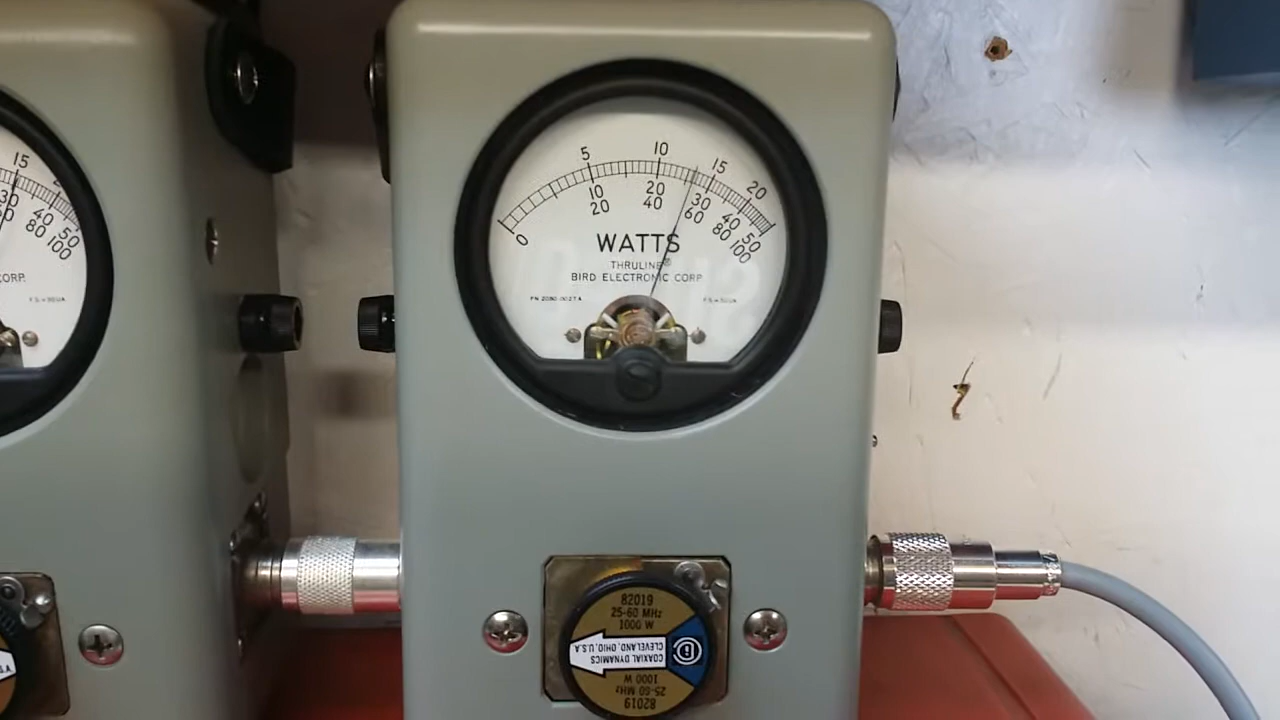 5 10 15 20
10 20 30 40 50
20 40 60 80 100
0
WATTS
THRULINE®
BIRD ELECTRONIC CORP
15
30 40 50
80 100
CORP.
82019
25-60 MHz
1000 W
COAXIAL DYNAMICS
CLEVELAND, OHIO, U.S.A
1000 W
25-60 MHz
82019